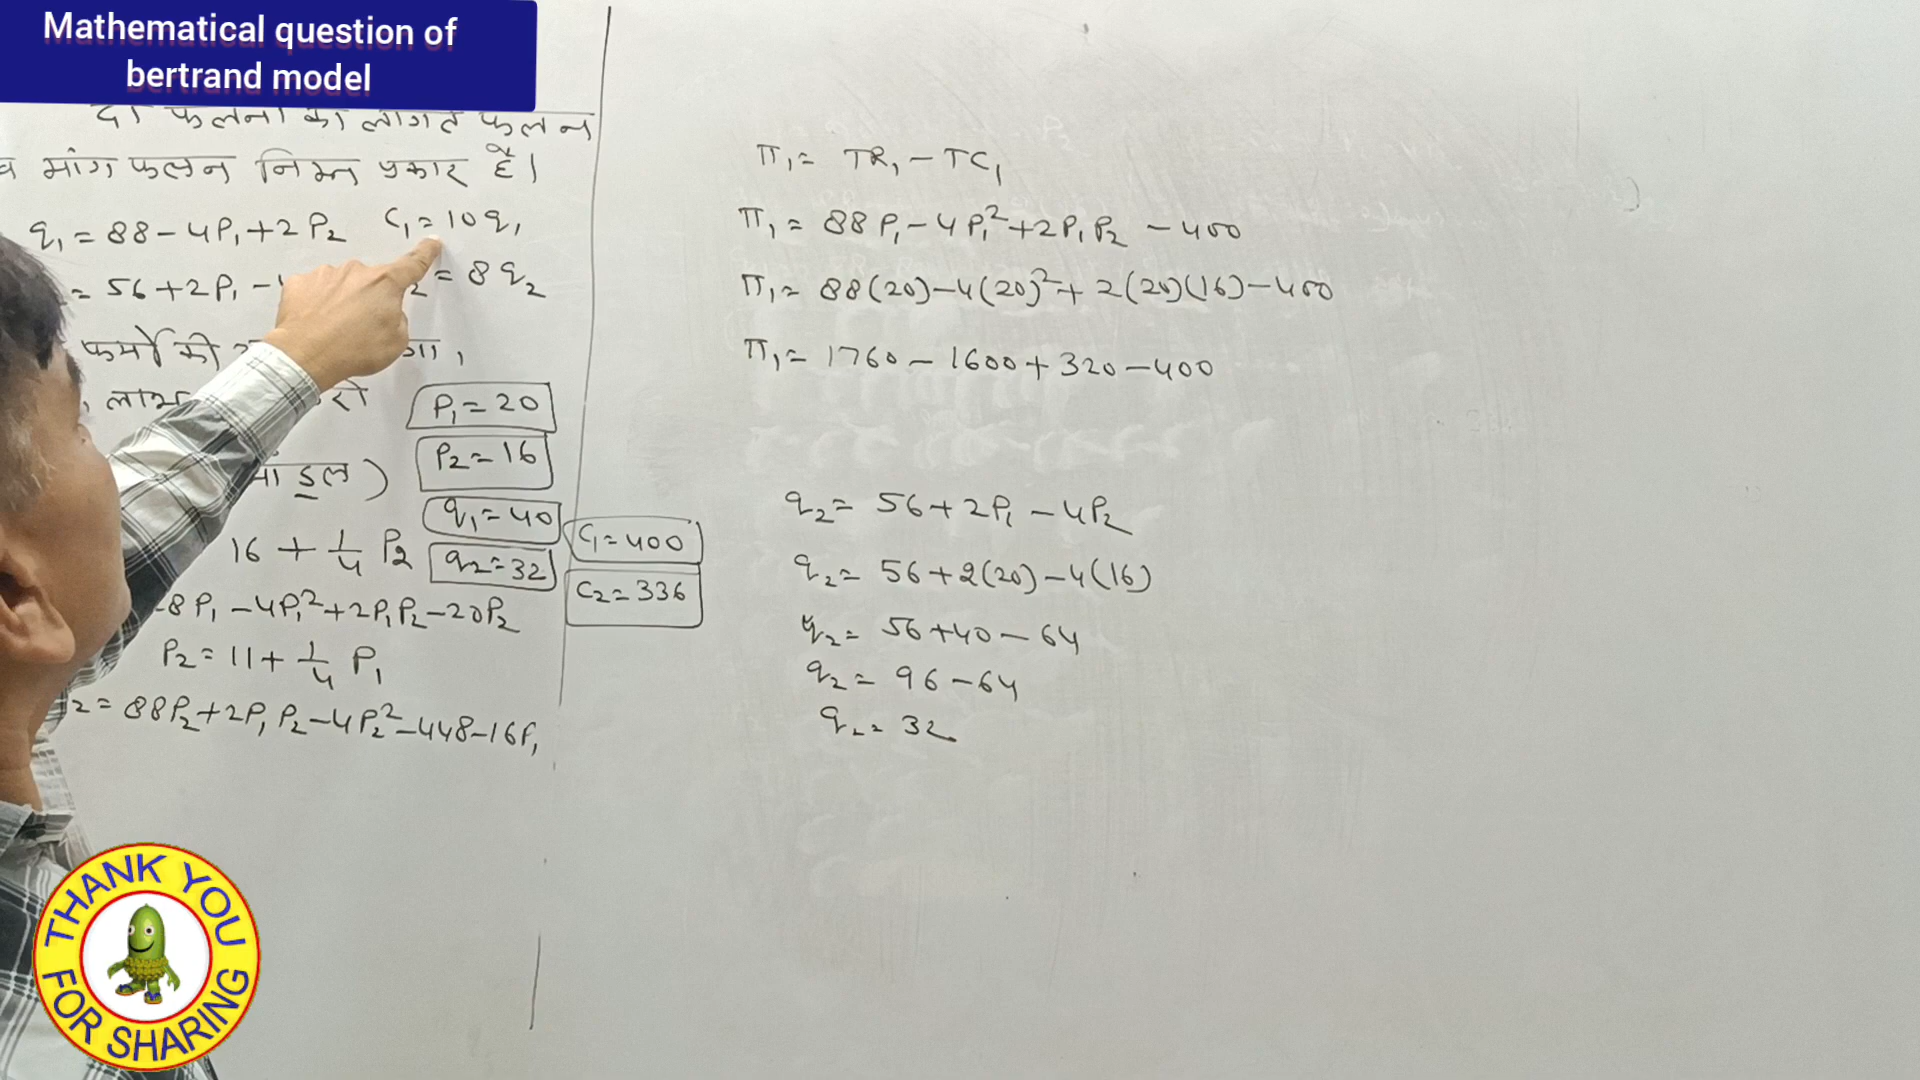 Mathematical question of
bertrand model
दो फलनो का लागत फलन
व मांग फलन निम्न प्रकार है।
q₁ = 88 - 4P₁ + 2P₂ C₁ = 10q₁
= 56 + 2P₁ - 2 = 8q₂
फर्मो की
P₁ = 20
P₂ = 16
q₁ = 40
C₁ = 400
16 + 1/4 P₂
q₂ = 32
C₂ = 336
8P₁ - 4P₁² + 2P₁P₂ - 20P₂
P₂ = 11 + 1/4 P₁
2 = 88P₂ + 2P₁P₂ - 4P₂² - 448 - 16P₁
π₁ = TR₁ - TC₁
π₁ = 88P₁ - 4P₁² + 2P₁P₂ - 400
π₁ = 88(20) - 4(20)² + 2(20)(16) - 400
π₁ = 1760 - 1600 + 320 - 400
q₂ = 56 + 2P₁ - 4P₂
q₂ = 56 + 2(20) - 4(16)
q₂ = 56 + 40 - 64
q₂ = 96 - 64
q₂ = 32
THANK YOU
FOR SHARING